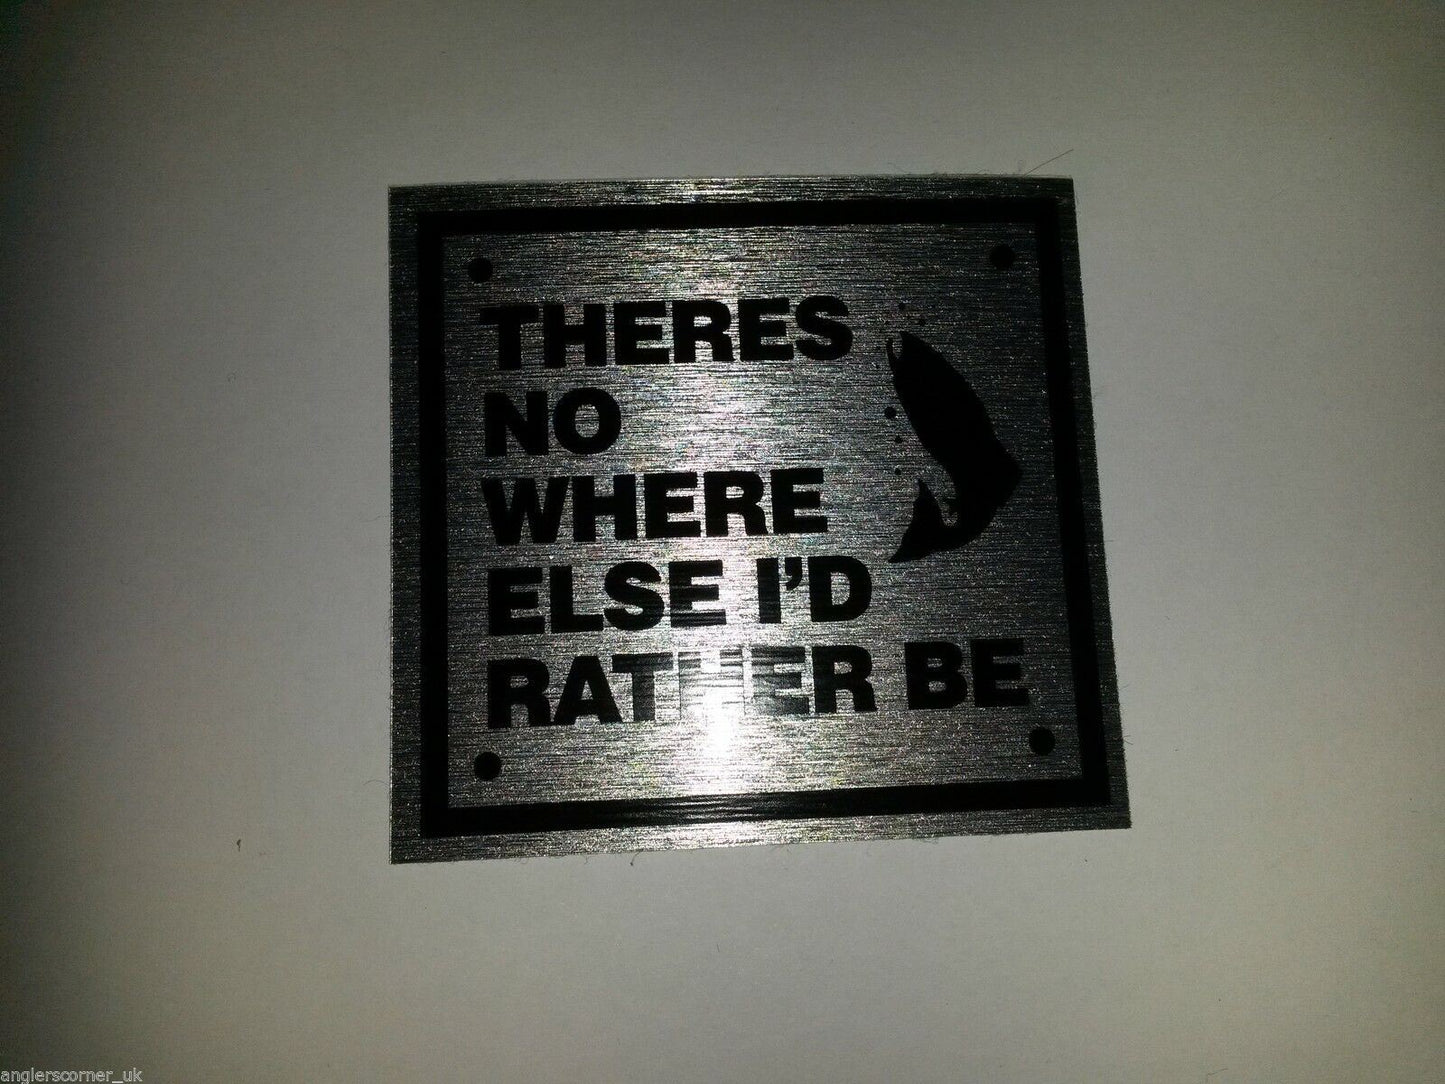 THERES
NO
WHERE
ELSE I'D
RATHER BE
anglerscorner_uk